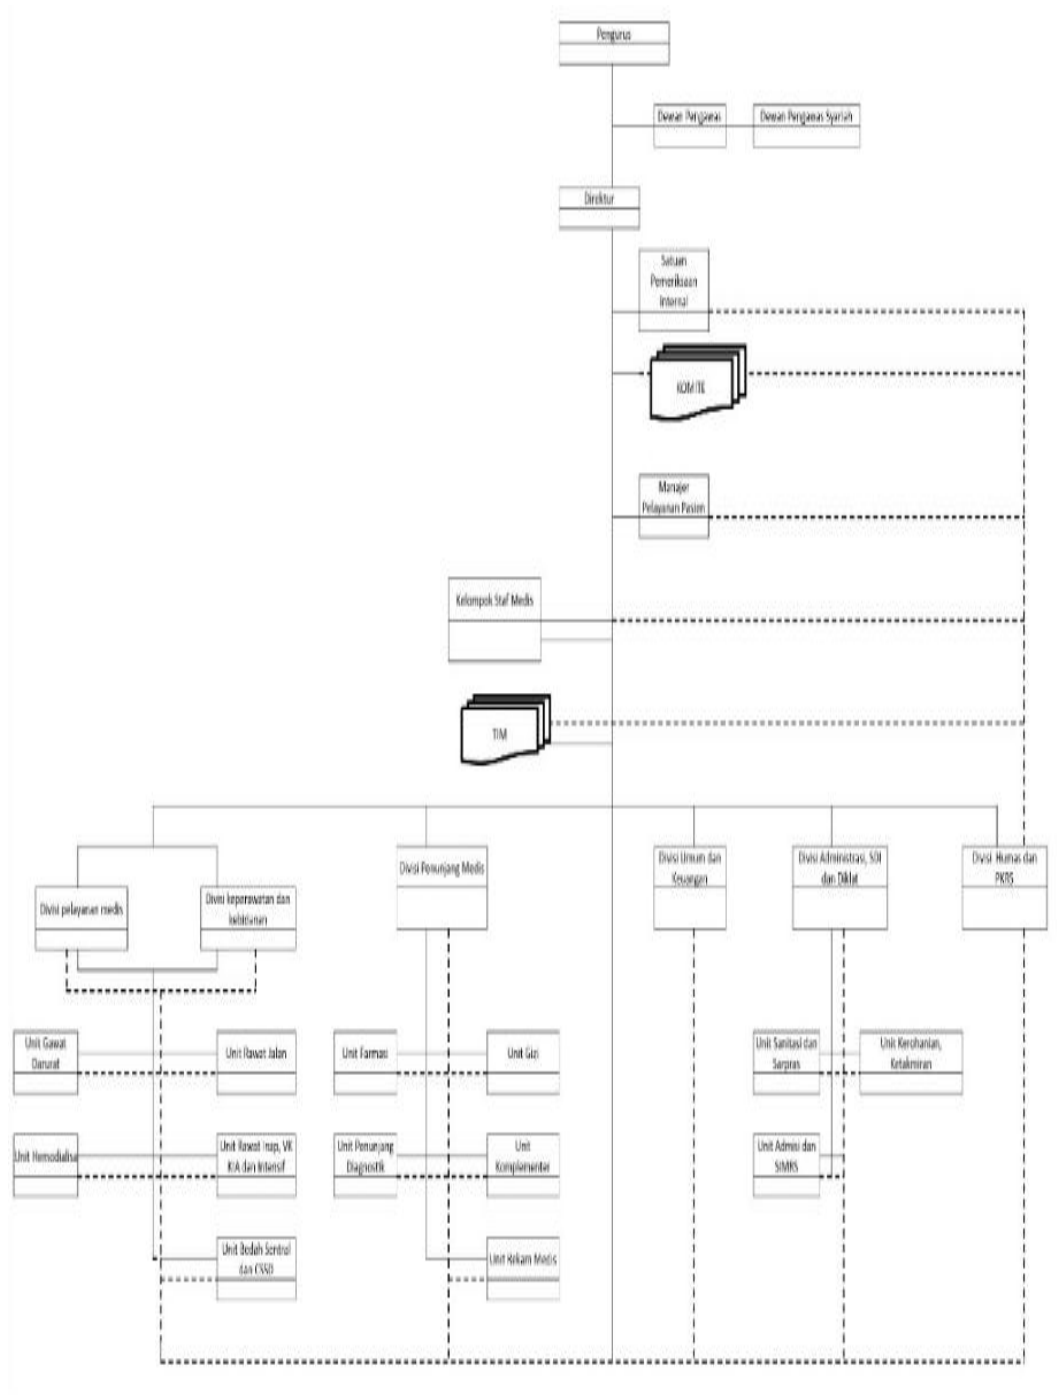 Pengurus
Dewan Pengawas
Dewan Pengawas Syariah
Direktur
Satuan
Pemeriksaan
Internal
KOMITE
Manajer
Pelayanan Pasien
Kelompok Staf Medis
TIM
Divisi pelayanan medis
Divisi keperawatan dan
kebidanan
Divisi Penunjang Medis
Divisi Umum dan
Keuangan
Divisi Administrasi, SDI
dan Diklat
Divisi Humas dan
PKRS
Unit Gawat
Darurat
Unit Rawat Jalan
Unit Farmasi
Unit Gizi
Unit Sanitasi dan
Sarpras
Unit Kerohanian,
Ketakmiran
Unit Hemodialisa
Unit Rawat Inap, VK
KIA dan Intensif
Unit Penunjang
Diagnostik
Unit
Komplementer
Unit Admisi dan
SIMRS
Unit Bedah Sentral
dan CSSD
Unit Rekam Medis